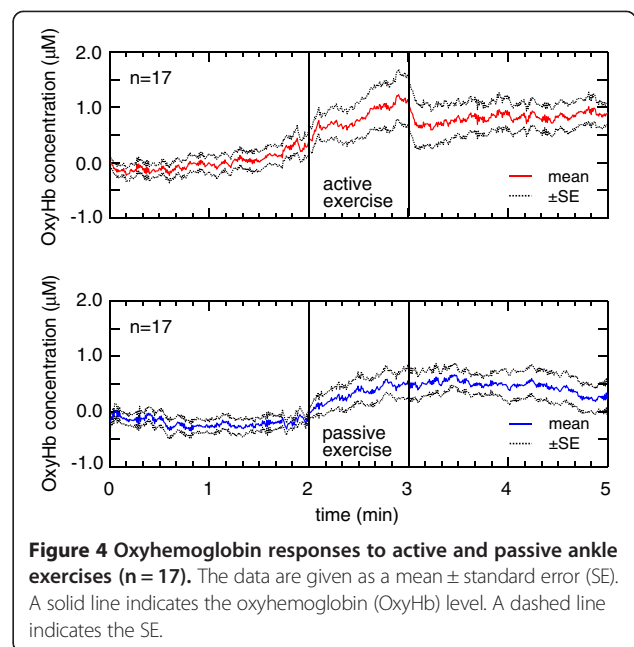 OxyHb concentration (μM)
2.0
1.0
0.0
-1.0
n=17
active
exercise
mean
±SE
OxyHb concentration (μM)
2.0
1.0
0.0
-1.0
n=17
passive
exercise
mean
±SE
0 1 2 3 4 5
time (min)
Figure 4 Oxyhemoglobin responses to active and passive ankle
exercises (n = 17). The data are given as a mean ± standard error (SE).
A solid line indicates the oxyhemoglobin (OxyHb) level. A dashed line
indicates the SE.